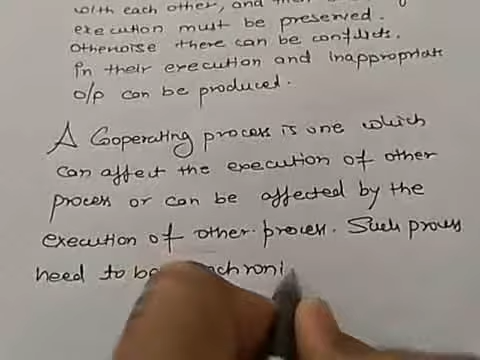 with each other, and
execution must be preserved.
Otherwise there can be conflicts
in their execution and inappropriate
o/p can be produced.
A Cooperating process is one which
can affect the execution of other
process or can be affected by the
execution of other process. Such process
need to be